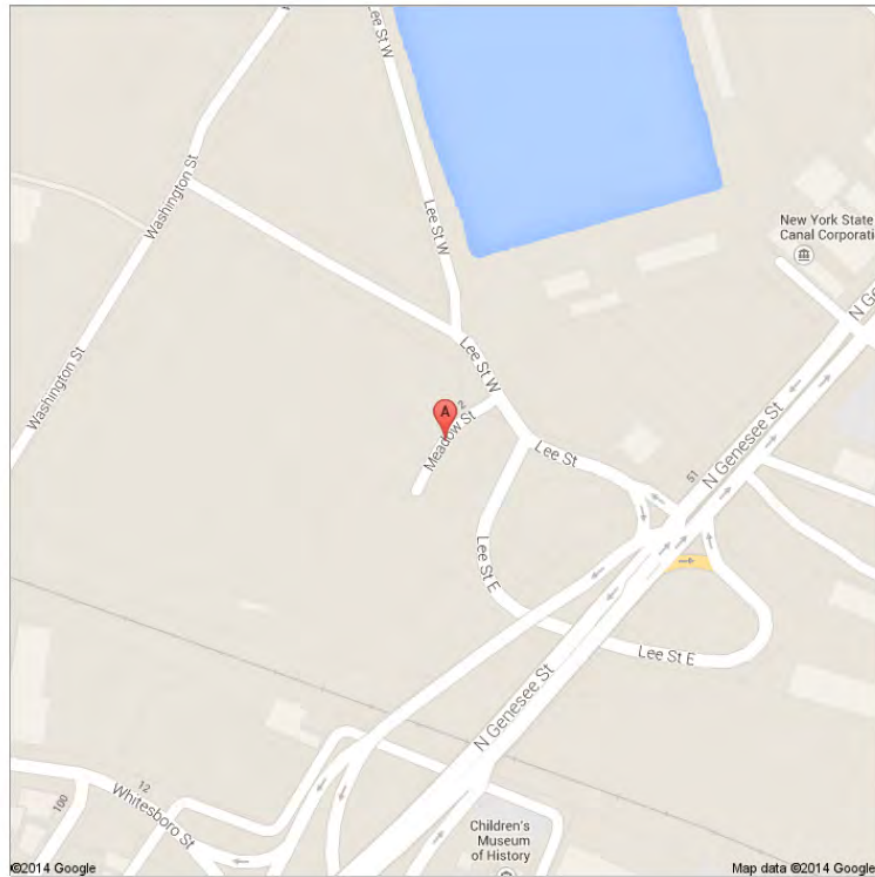 Lee St W
Washington St
Lee St W
New York State
Canal Corporati
N Ge
Washington St
Lee St W
2
A
Meadow St
N Genesee St
Lee St
51
Lee St E
Lee St E
N Genesee St
12
Whitesboro St
100
Children's
Museum
of History
©2014 Google
Map data ©2014 Google